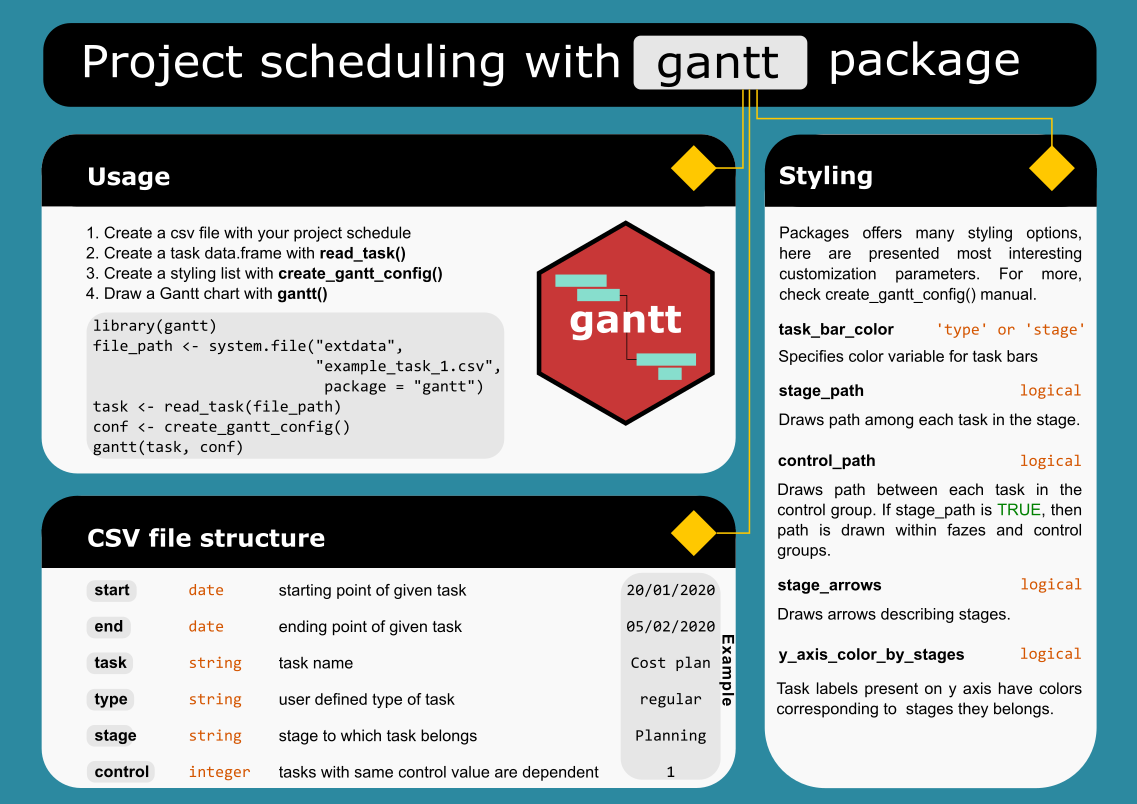 Project scheduling with gantt package
Usage
1. Create a csv file with your project schedule
2. Create a task data.frame with read_task()
3. Create a styling list with create_gantt_config()
4. Draw a Gantt chart with gantt()
library(gantt)
file_path <- system.file("extdata",
"example_task_1.csv",
package = "gantt")
task <- read_task(file_path)
conf <- create_gantt_config()
gantt(task, conf)
gantt
CSV file structure
start date starting point of given task 20/01/2020
end date ending point of given task 05/02/2020
task string task name Cost plan
type string user defined type of task regular
stage string stage to which task belongs Planning
control integer tasks with same control value are dependent 1
Example
Styling
Packages offers many styling options,
here are presented most interesting
customization parameters. For more,
check create_gantt_config() manual.
task_bar_color 'type' or 'stage'
Specifies color variable for task bars
stage_path logical
Draws path among each task in the stage.
control_path logical
Draws path between each task in the
control group. If stage_path is TRUE, then
path is drawn within fazes and control
groups.
stage_arrows logical
Draws arrows describing stages.
y_axis_color_by_stages logical
Task labels present on y axis have colors
corresponding to stages they belongs.